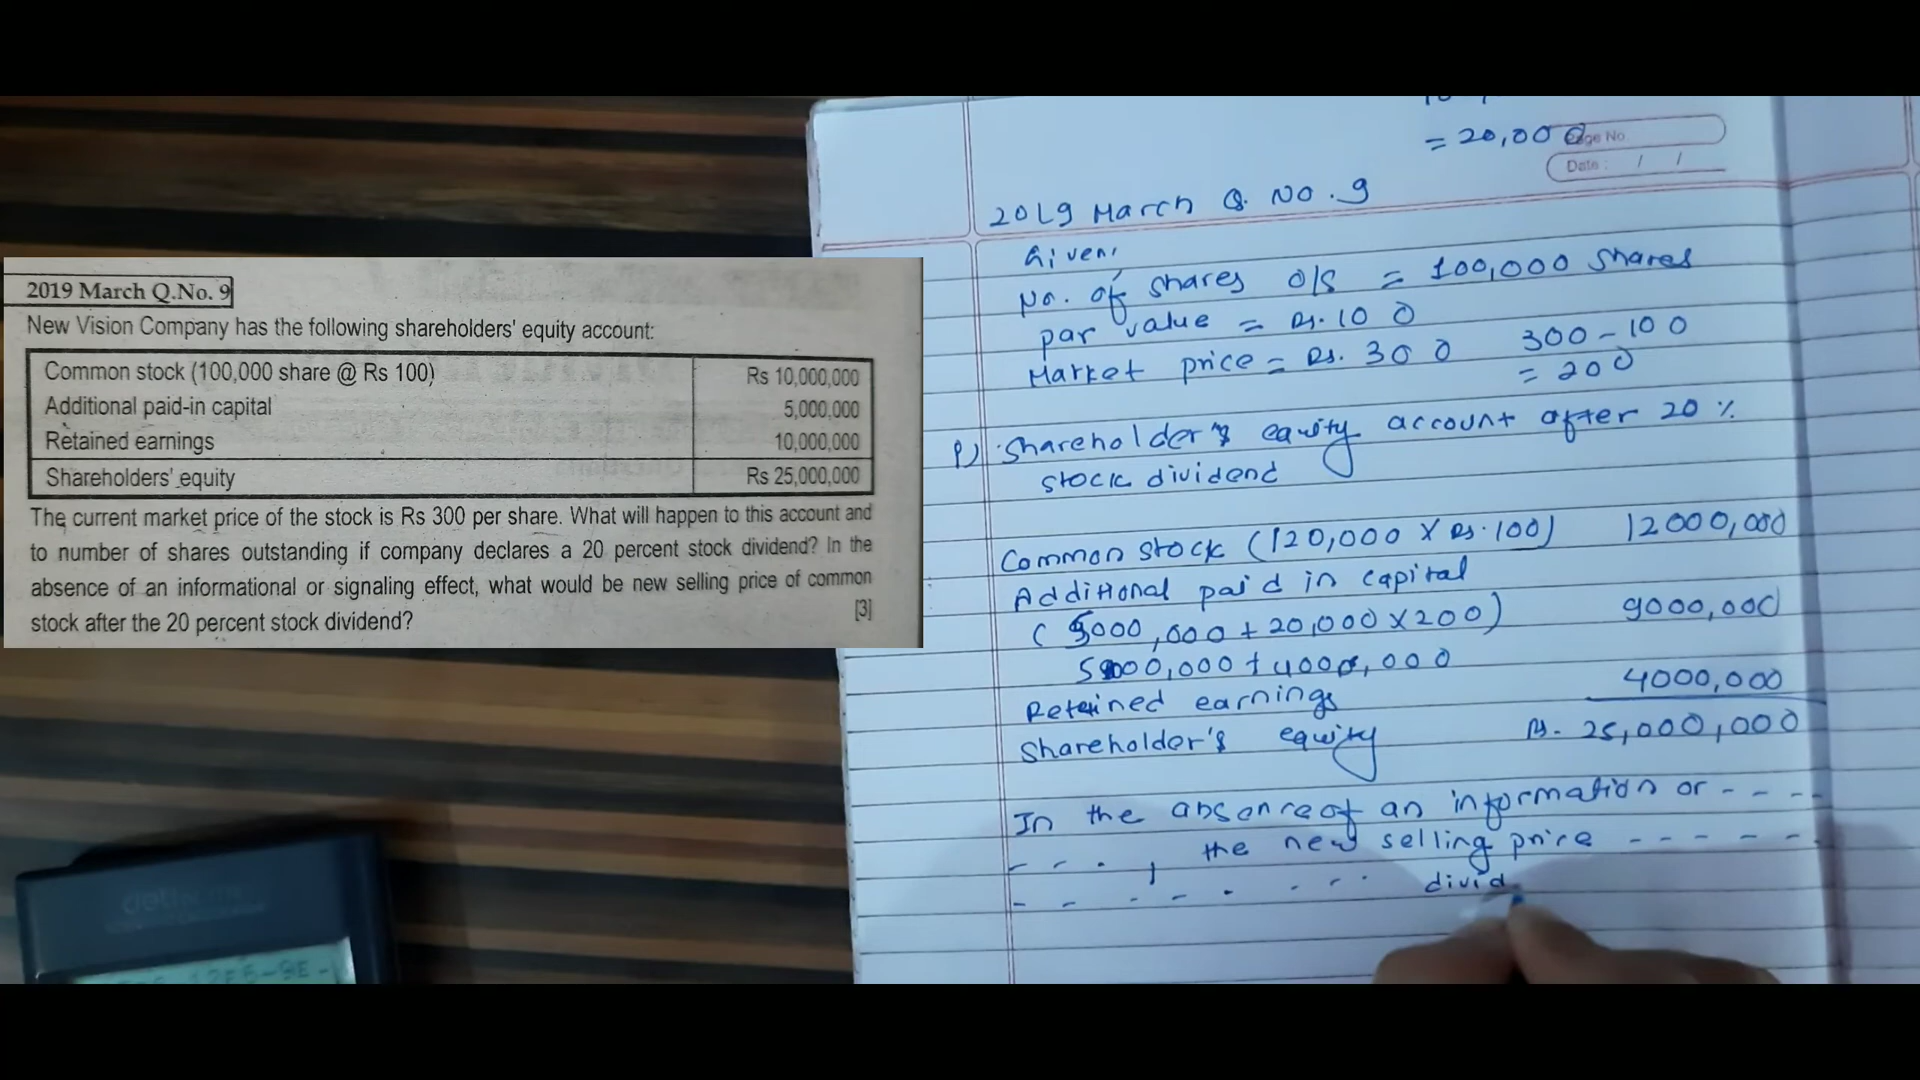 2019 March Q.No. 9
New Vision Company has the following shareholders' equity account:
Common stock (100,000 share @ Rs 100) Rs 10,000,000
Additional paid-in capital 5,000,000
Retained earnings 10,000,000
Shareholders' equity Rs 25,000,000
The current market price of the stock is Rs 300 per share. What will happen to this account and
to number of shares outstanding if company declares a 20 percent stock dividend? In the
absence of an informational or signaling effect, what would be new selling price of common
stock after the 20 percent stock dividend? [3]
= 20,000
Page No
Date : / /
2019 March Q. No. 9
Given,
No. of shares o/s = 100,000 shares
par value = Rs. 100
Market price = Rs. 300 300 - 100
= 200
Shareholder's equity account after 20 %
stock dividend
Common stock (120,000 X Rs. 100) 12000,000
Additional paid in capital
( 5000,000 + 20,000 X 200) 9000,000
5000,000 + 4000,000
Retained earnings 4000,000
Shareholder's equity Rs. 25,000,000
In the absence of an information or - - - -
- - - , the new selling price - - - - - -
- - - - - - - - divid